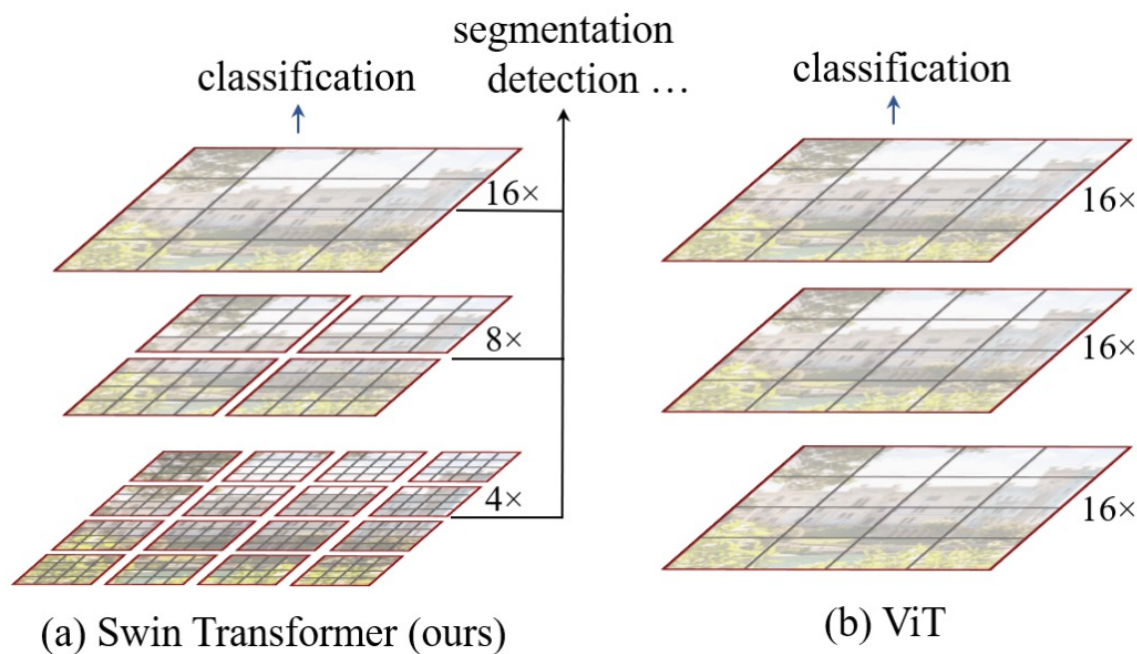 segmentation
detection ...
classification
16×
8×
4×
(a) Swin Transformer (ours)
classification
16×
16×
16×
(b) ViT